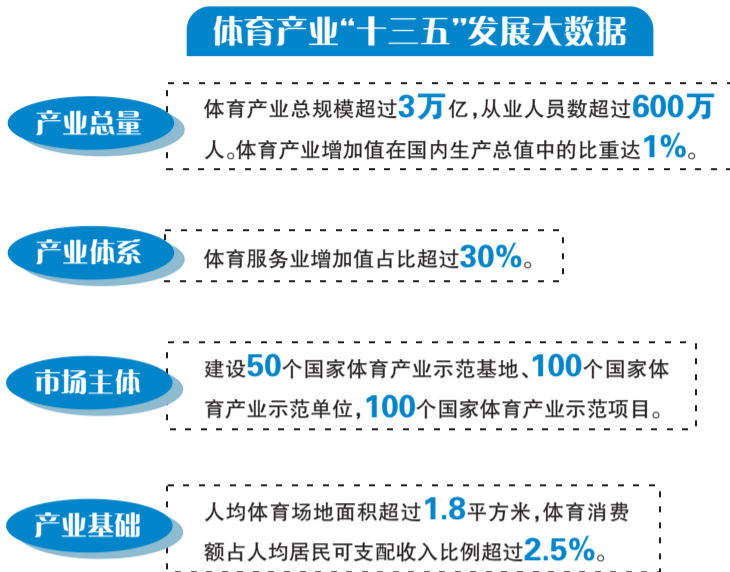 体育产业“十三五”发展大数据
产业总量
体育产业总规模超过3万亿,从业人员数超过600万
人。体育产业增加值在国内生产总值中的比重达1%。
产业体系
体育服务业增加值占比超过30%。
市场主体
建设50个国家体育产业示范基地、100个国家体
育产业示范单位,100个国家体育产业示范项目。
产业基础
人均体育场地面积超过1.8平方米,体育消费
额占人均居民可支配收入比例超过2.5%。